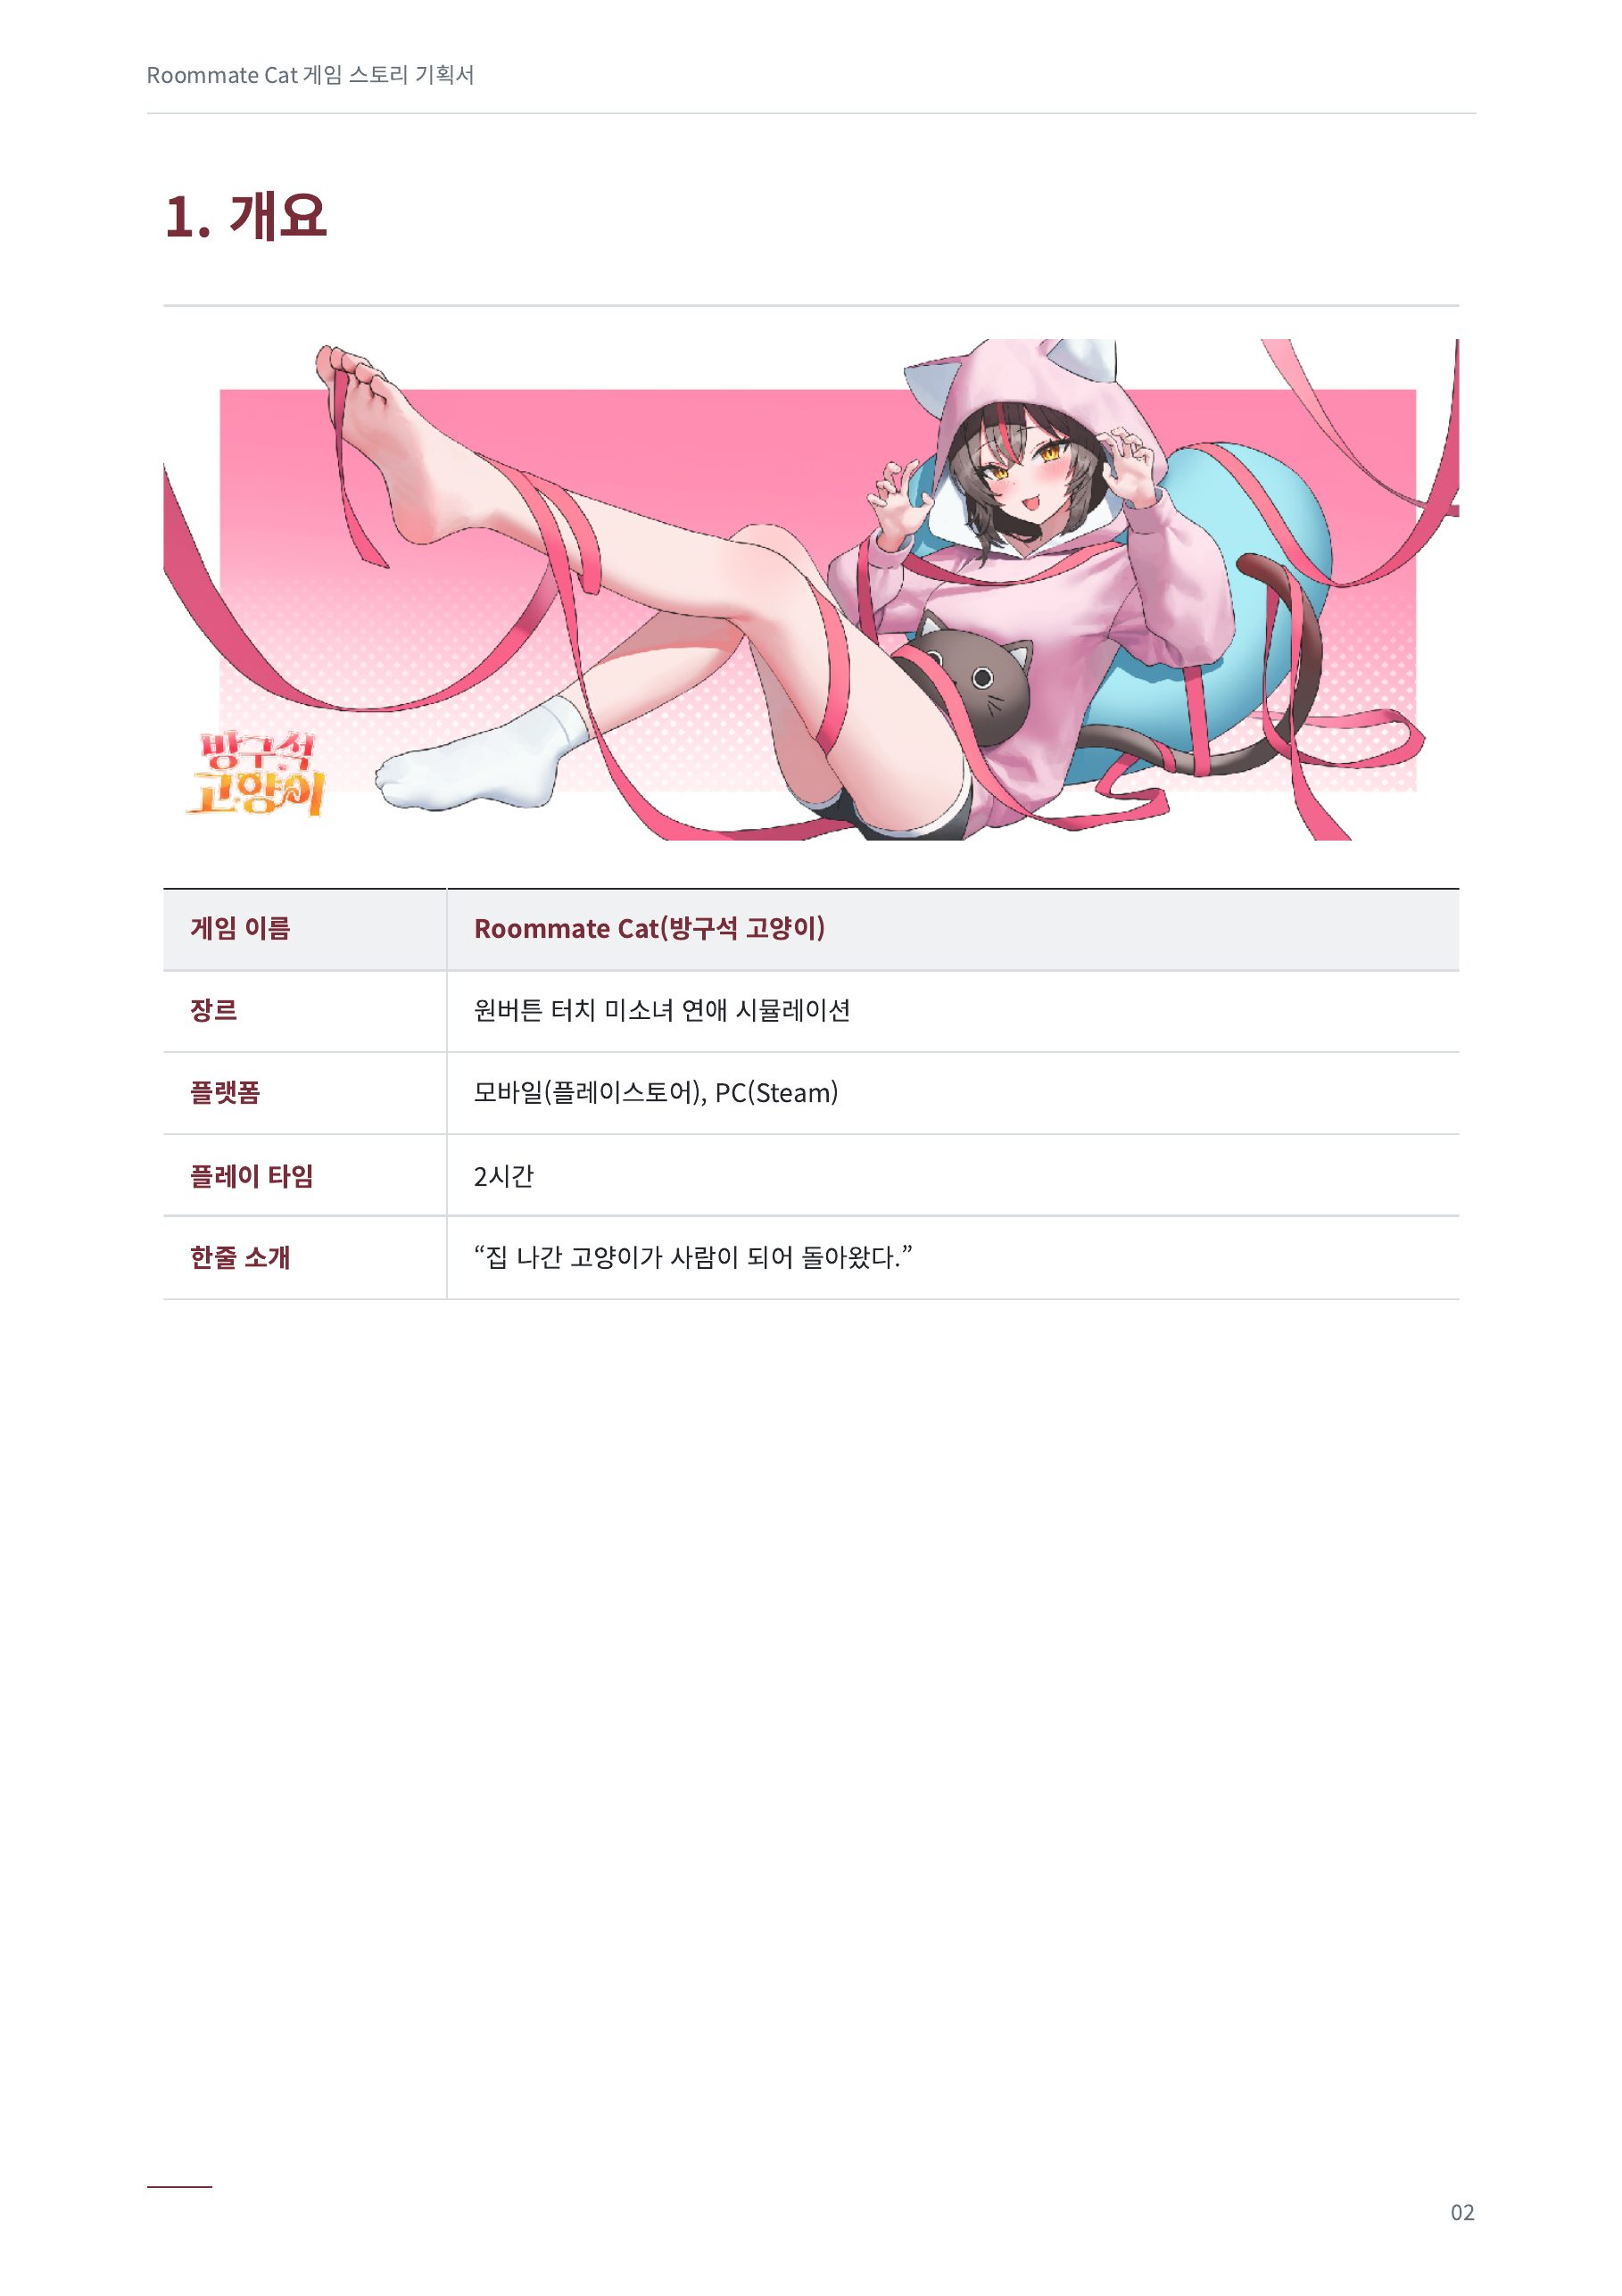 Roommate Cat 게임 스토리 기획서
1. 개요
방구석
고양이
게임 이름
Roommate Cat(방구석 고양이)
장르
원버튼 터치 미소녀 연애 시뮬레이션
플랫폼
모바일(플레이스토어), PC(Steam)
플레이 타임
2시간
한줄 소개
“집 나간 고양이가 사람이 되어 돌아왔다.”
02